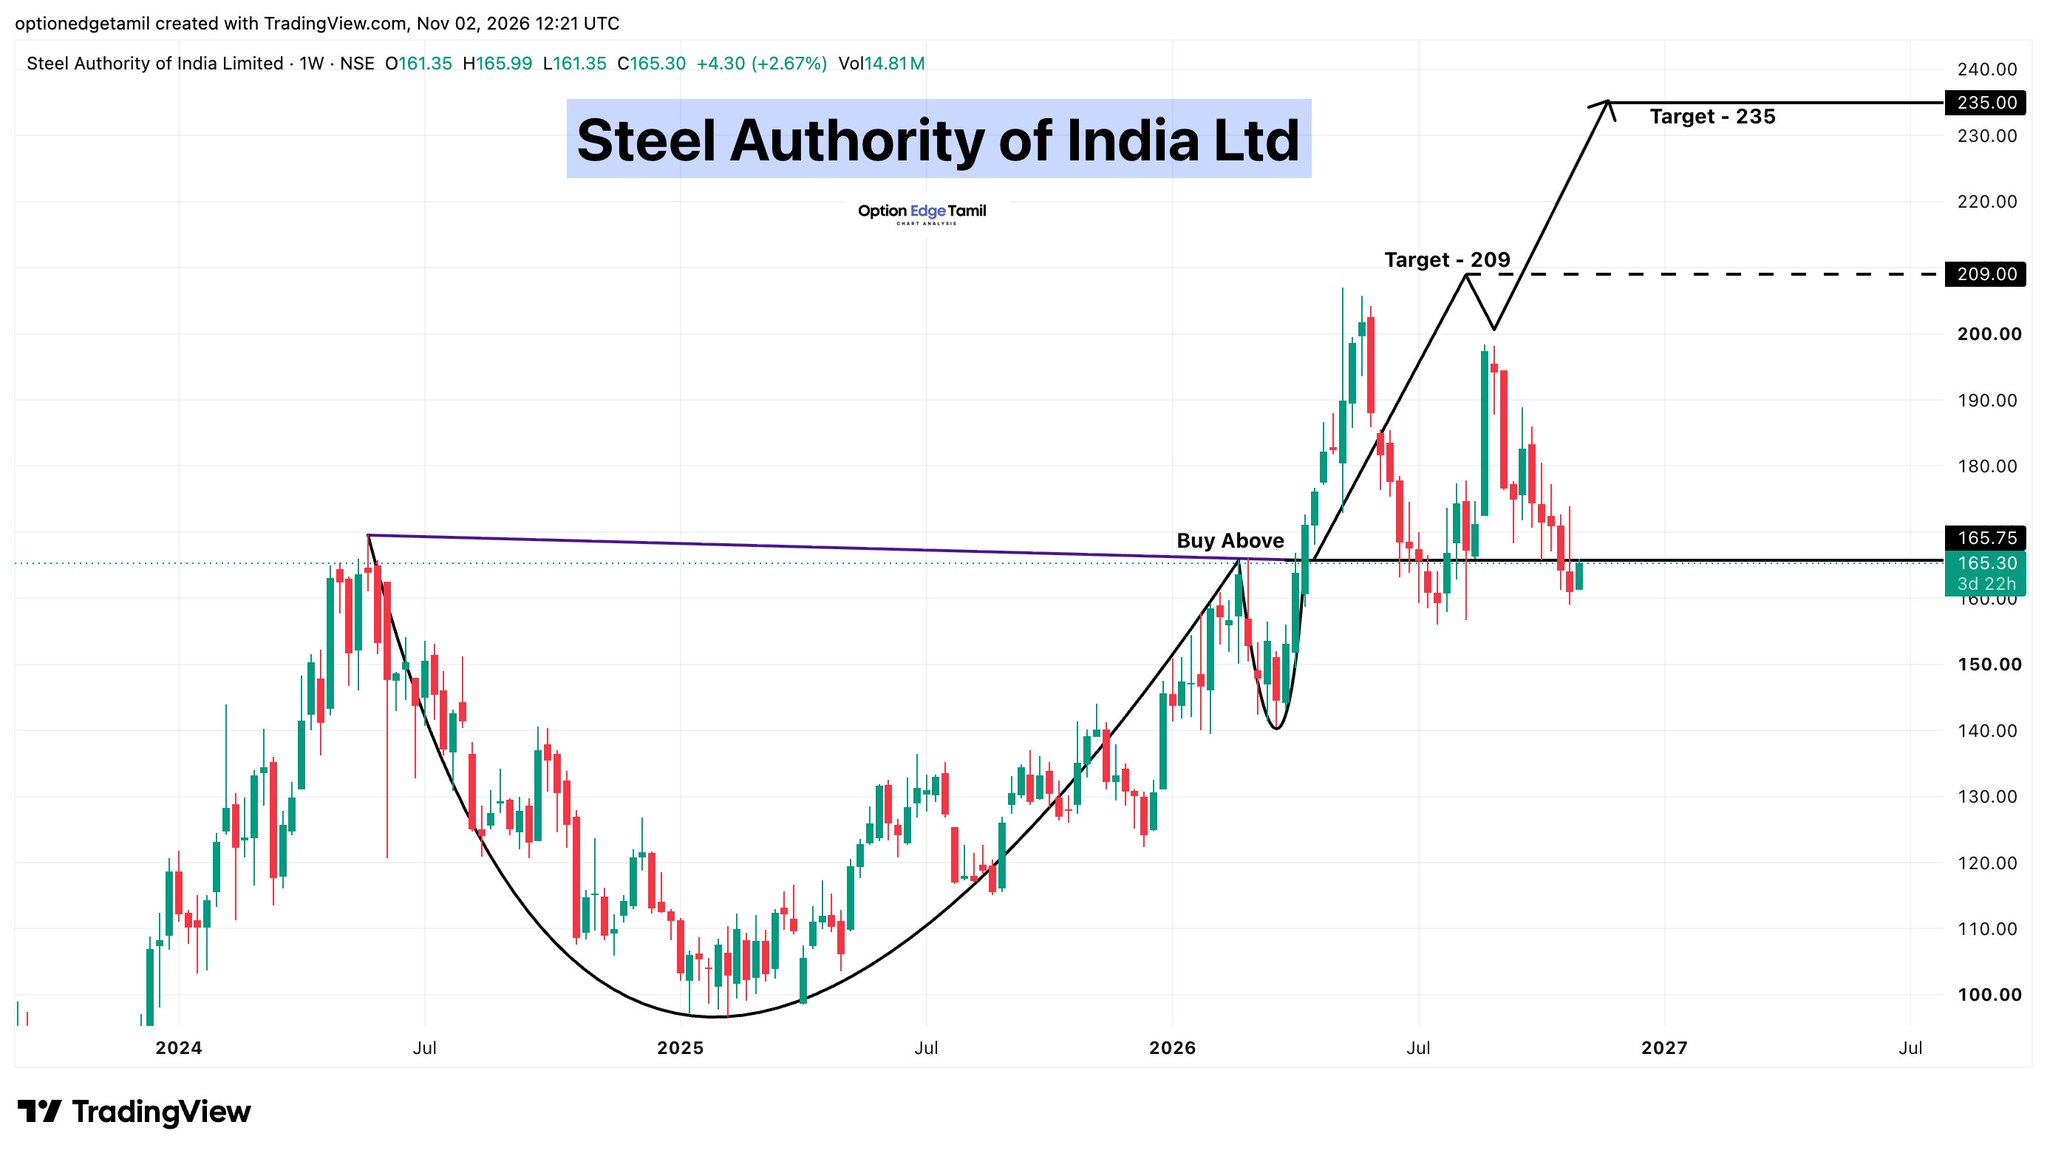 optionedgetamil created with TradingView.com, Nov 02, 2026 12:21 UTC
Steel Authority of India Limited · 1W · NSE O161.35 H165.99 L161.35 C165.30 +4.30 (+2.67%) Vol14.81M
Steel Authority of India Ltd
Option Edge Tamil
CHART ANALYSIS
Target - 235
Target - 209
Buy Above
240.00
235.00
230.00
220.00
209.00
200.00
190.00
180.00
165.75
165.30
3d 22h
160.00
150.00
140.00
130.00
120.00
110.00
100.00
2024 Jul 2025 Jul 2026 Jul 2027 Jul
TradingView